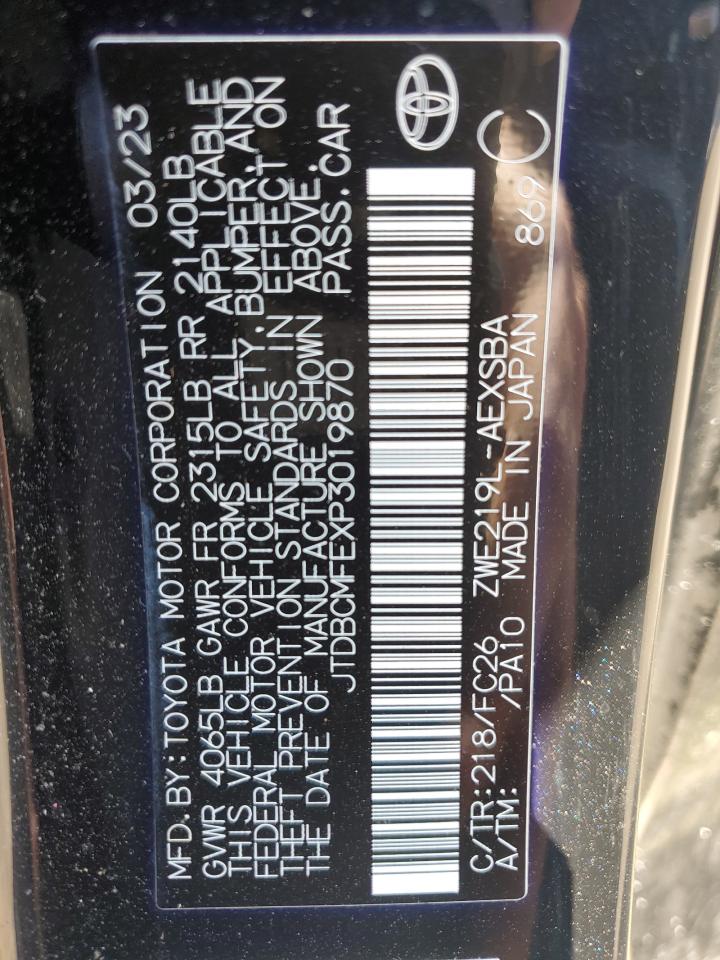 MFD. BY: TOYOTA MOTOR CORPORATION 03/23
GVWR 4065LB GAWR FR 2315LB RR 2140LB
THIS VEHICLE CONFORMS TO ALL APPLICABLE
FEDERAL MOTOR VEHICLE SAFETY, BUMPER, AND
THEFT PREVENTION STANDARDS IN EFFECT ON
THE DATE OF MANUFACTURE SHOWN ABOVE.
JTDBCMFEXP3019870 PASS. CAR
C/TR: 218/FC26 ZWE219L-AEXSBA C
A/TM: /PA10 MADE IN JAPAN 869